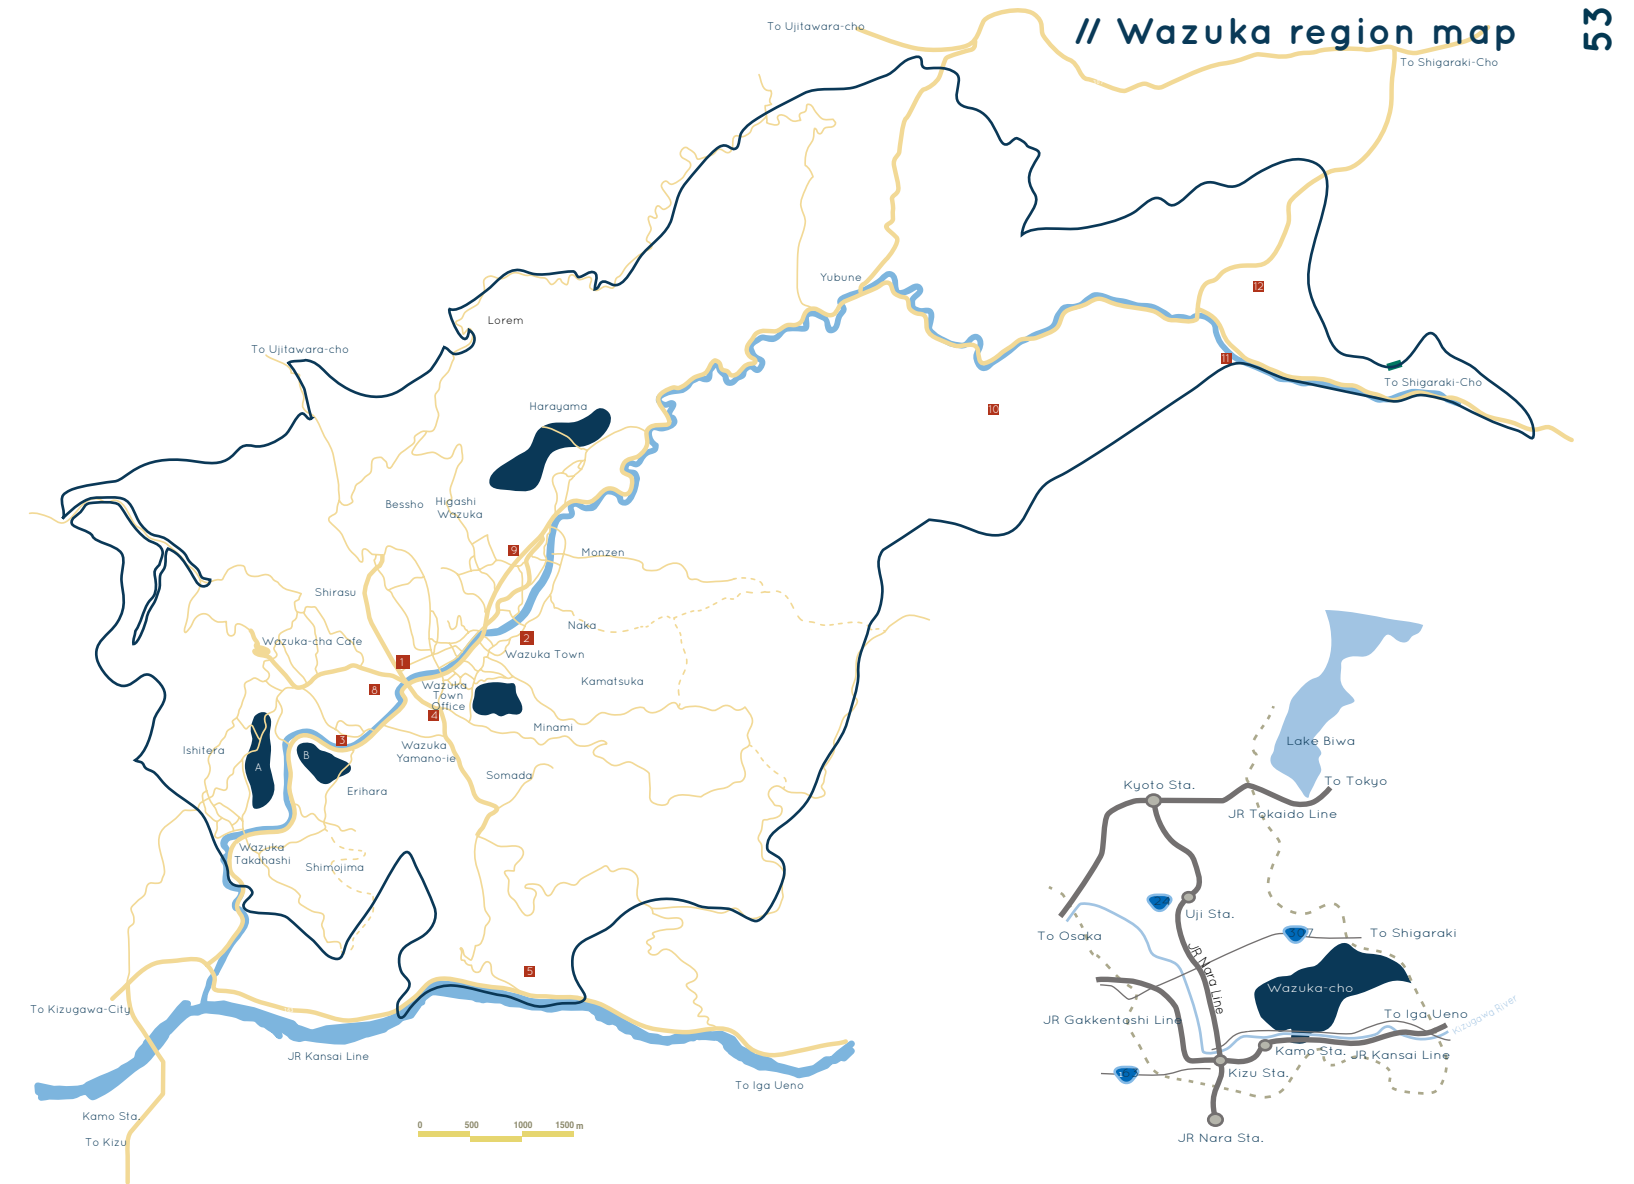 // Wazuka region map
53
To Ujitawara-cho
To Shigaraki-Cho
Yubune
12
Lorem
To Ujitawara-cho
11
To Shigaraki-Cho
Harayama
10
Bessho
Higashi
Wazuka
9
Monzen
Shirasu
Naka
2
Wazuka-cha Cafe
Wazuka Town
1
Kamatsuka
8
Wazuka
Town
Office
4
Minami
3
Ishitera
B
A
Wazuka
Yamano-ie
Somada
Erihara
Wazuka
Takahashi
Shimojima
5
To Kizugawa-City
JR Kansai Line
To Iga Ueno
Kamo Sta.
To Kizu
0 500 1000 1500 m
Lake Biwa
Kyoto Sta.
To Tokyo
JR Tokaido Line
24
Uji Sta.
To Osaka
307
To Shigaraki
JR Nara Line
Wazuka-cho
JR Gakkentoshi Line
To Iga Ueno
Kizugawa River
Kamo Sta.
JR Kansai Line
Kizu Sta.
JR Nara Sta.